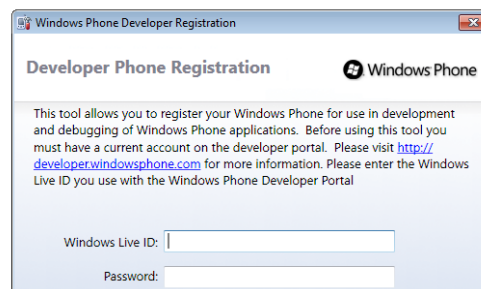 Windows Phone Developer Registration
Developer Phone Registration
Windows Phone
This tool allows you to register your Windows Phone for use in development
and debugging of Windows Phone applications.  Before using this tool you
must have a current account on the developer portal.  Please visit http://
developer.windowsphone.com for more information. Please enter the Windows
Live ID you use with the Windows Phone Developer Portal
Windows Live ID:
Password: